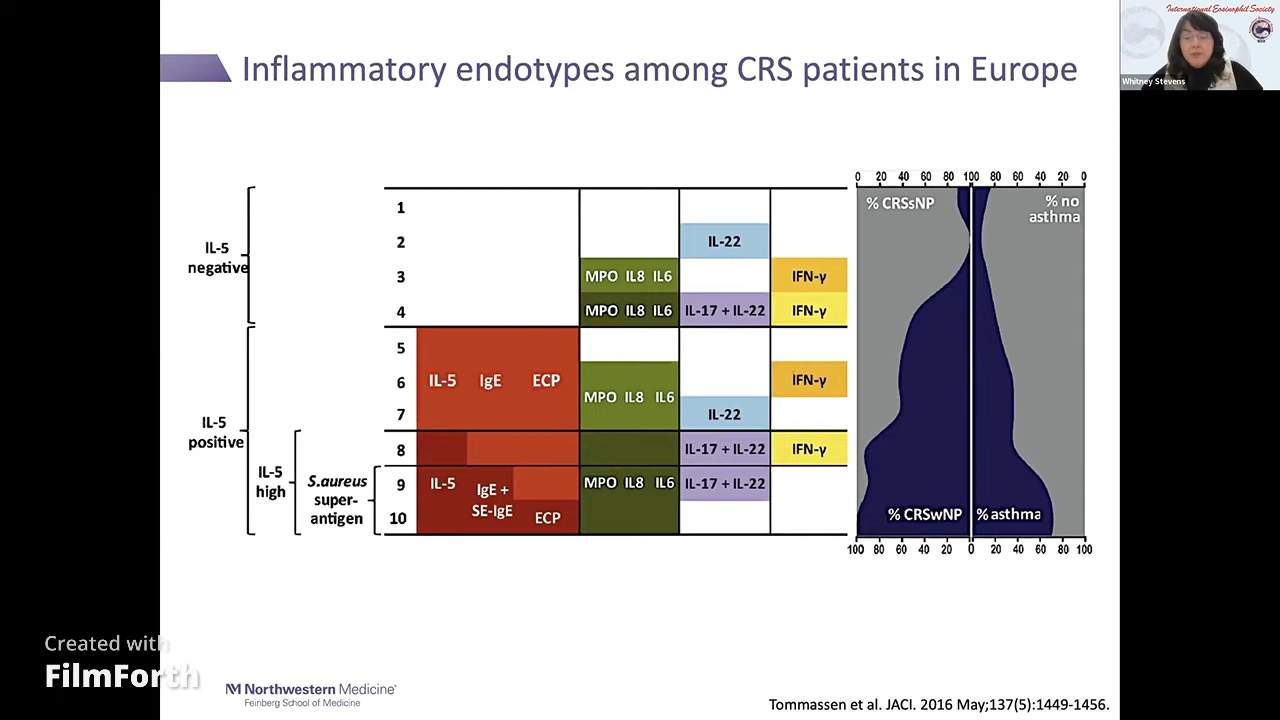 International Eosinophil Society
Whitney Stevens
Inflammatory endotypes among CRS patients in Europe
0 20 40 60 80 100 80 60 40 20 0
% CRSsNP
% no
asthma
IL-5
negative
1
2 IL-22
3 MPO IL8 IL6 IFN-γ
4 MPO IL8 IL6 IL-17 + IL-22 IFN-γ
IL-5
positive
5
6 IL-5 IgE ECP IFN-γ
MPO IL8 IL6
7 IL-22
8 IL-17 + IL-22 IFN-γ
IL-5
high
S.aureus
super-
antigen
9 IL-5 MPO IL8 IL6 IL-17 + IL-22
IgE +
SE-IgE
10 ECP
% CRSwNP % asthma
100 80 60 40 20 0 20 40 60 80 100
Created with
FilmForth
Northwestern Medicine®
Feinberg School of Medicine
Tommassen et al. JACI. 2016 May;137(5):1449-1456.